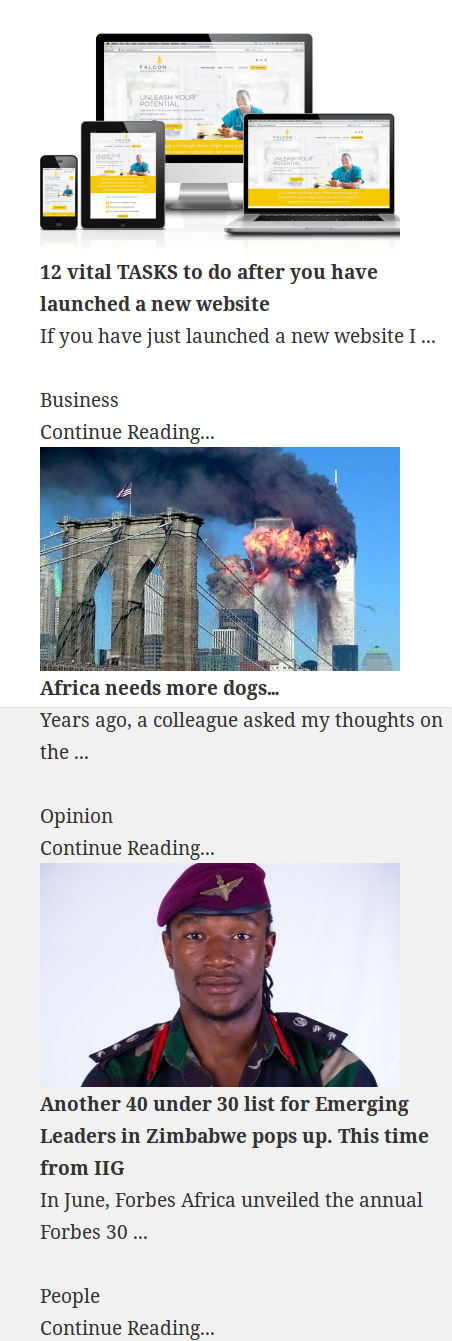 FALCON
UNLEASH YOUR
POTENTIAL
12 vital TASKS to do after you have
launched a new website
If you have just launched a new website I ...
Business
Continue Reading...
Africa needs more dogs...
Years ago, a colleague asked my thoughts on
the ...
Opinion
Continue Reading...
Another 40 under 30 list for Emerging
Leaders in Zimbabwe pops up. This time
from IIG
In June, Forbes Africa unveiled the annual
Forbes 30 ...
People
Continue Reading...